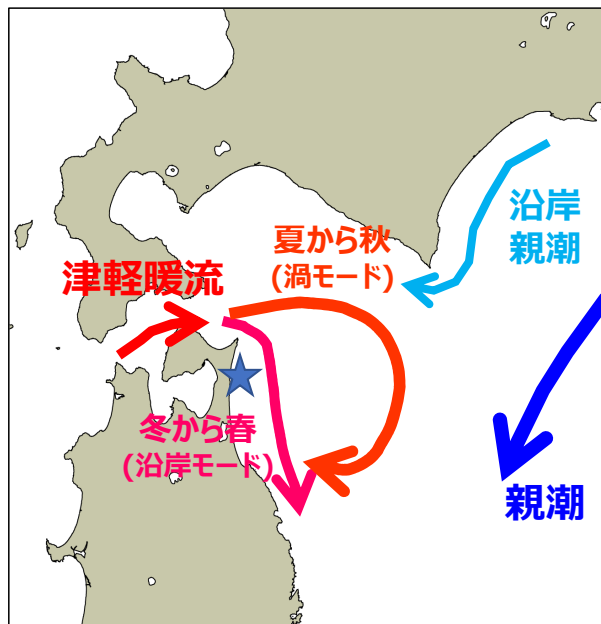 沿岸
親潮
夏から秋
(渦モード)
津軽暖流
冬から春
(沿岸モード)
親潮